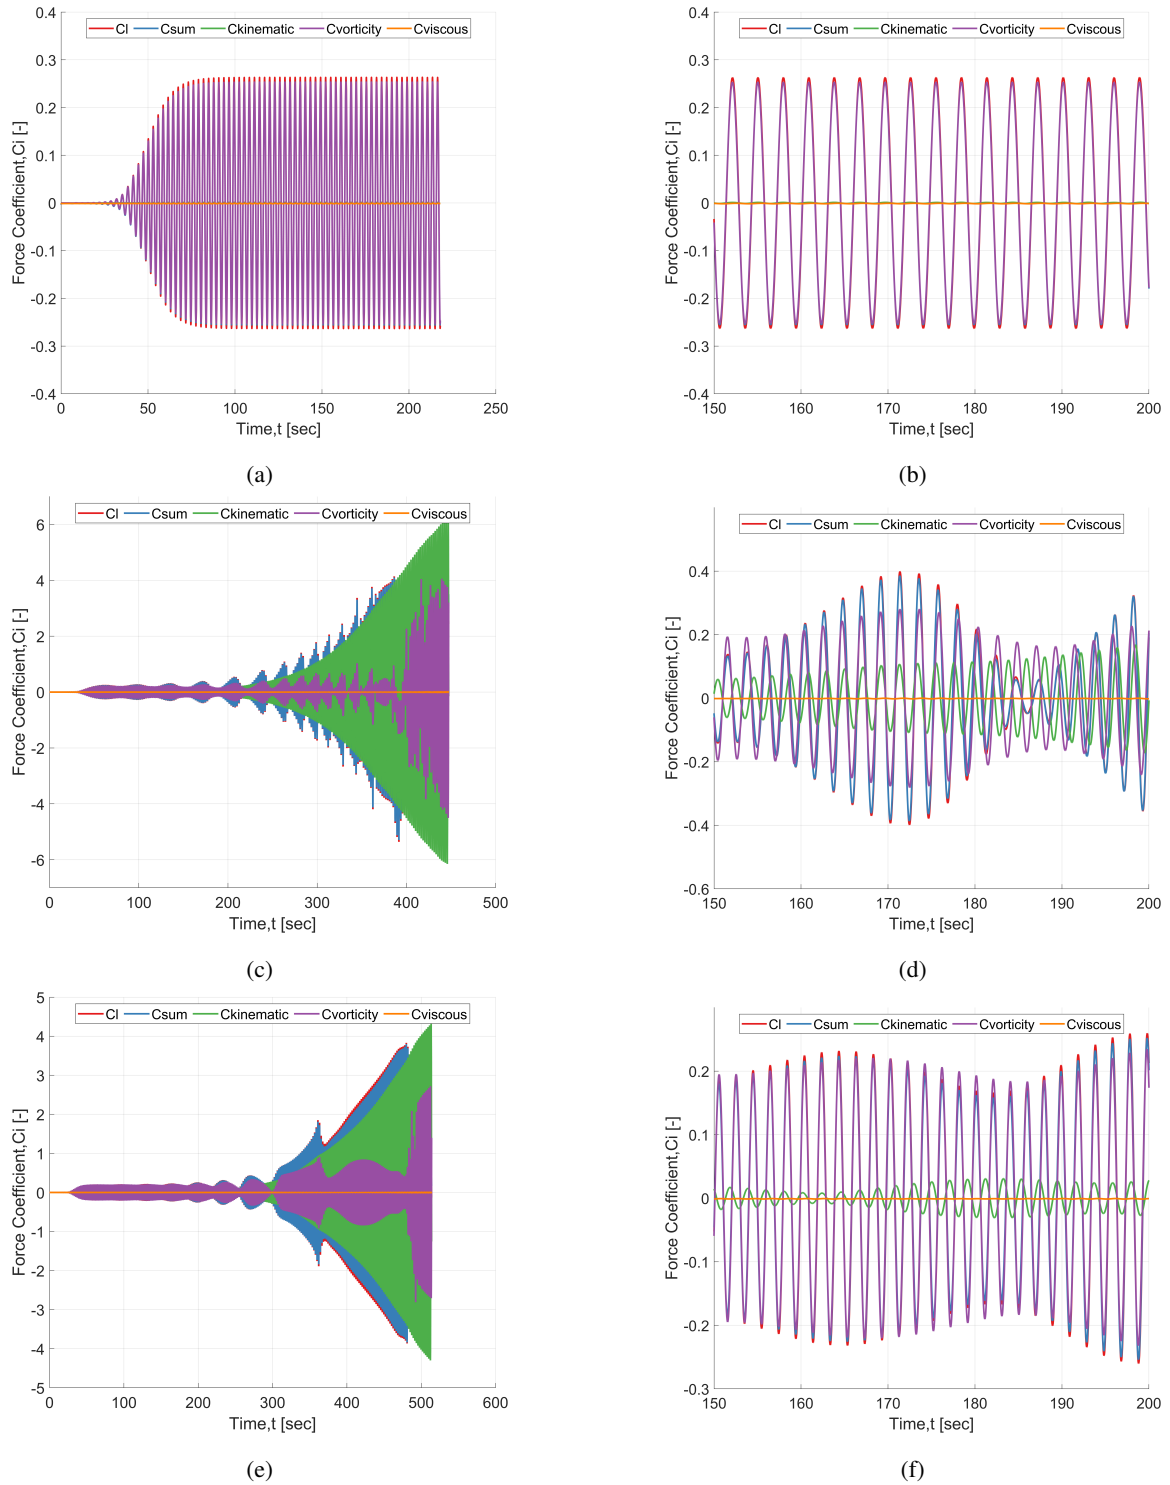 Cl Csum Ckinematic Cvorticity Cviscous
0.4
0.3
0.2
0.1
0
-0.1
-0.2
-0.3
-0.4
Force Coefficient,Ci [-]
0 50 100 150 200 250
Time,t [sec]
(a)
Cl Csum Ckinematic Cvorticity Cviscous
0.4
0.3
0.2
0.1
0
-0.1
-0.2
-0.3
-0.4
Force Coefficient,Ci [-]
150 160 170 180 190 200
Time,t [sec]
(b)
Cl Csum Ckinematic Cvorticity Cviscous
6
4
2
0
-2
-4
-6
Force Coefficient,Ci [-]
0 100 200 300 400 500
Time,t [sec]
(c)
Cl Csum Ckinematic Cvorticity Cviscous
0.4
0.2
0
-0.2
-0.4
-0.6
Force Coefficient,Ci [-]
150 160 170 180 190 200
Time,t [sec]
(d)
Cl Csum Ckinematic Cvorticity Cviscous
5
4
3
2
1
0
-1
-2
-3
-4
-5
Force Coefficient,Ci [-]
0 100 200 300 400 500 600
Time,t [sec]
(e)
Cl Csum Ckinematic Cvorticity Cviscous
0.2
0.1
0
-0.1
-0.2
-0.3
Force Coefficient,Ci [-]
150 160 170 180 190 200
Time,t [sec]
(f)